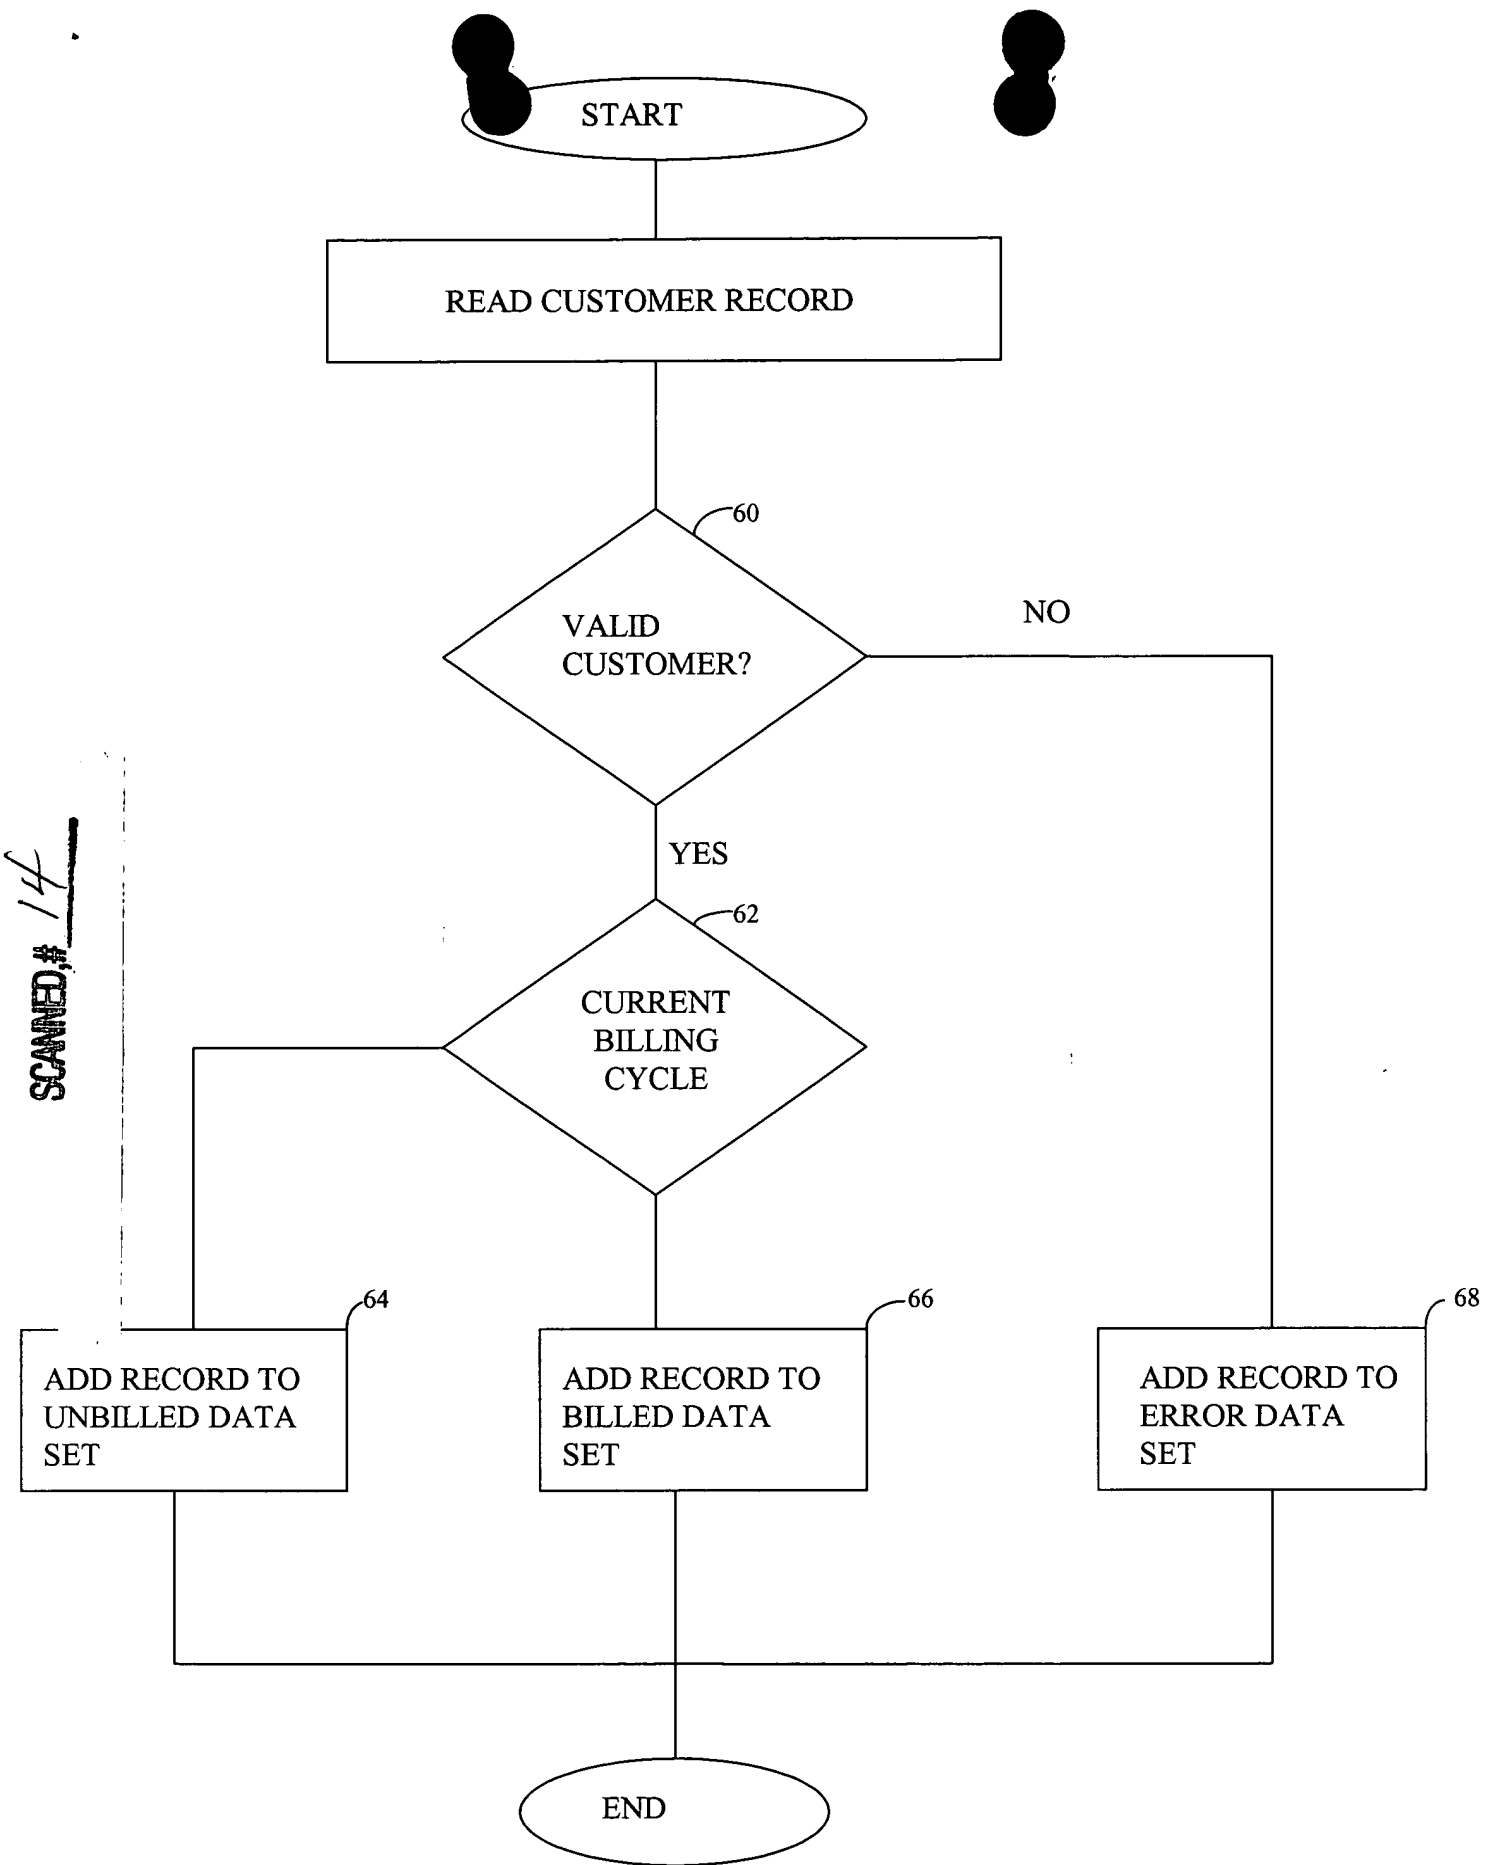 START
READ CUSTOMER RECORD
60
VALID
CUSTOMER?
NO
YES
62
CURRENT
BILLING
CYCLE
SCANNED,# 14
64
ADD RECORD TO
UNBILLED DATA
SET
66
ADD RECORD TO
BILLED DATA
SET
68
ADD RECORD TO
ERROR DATA
SET
END